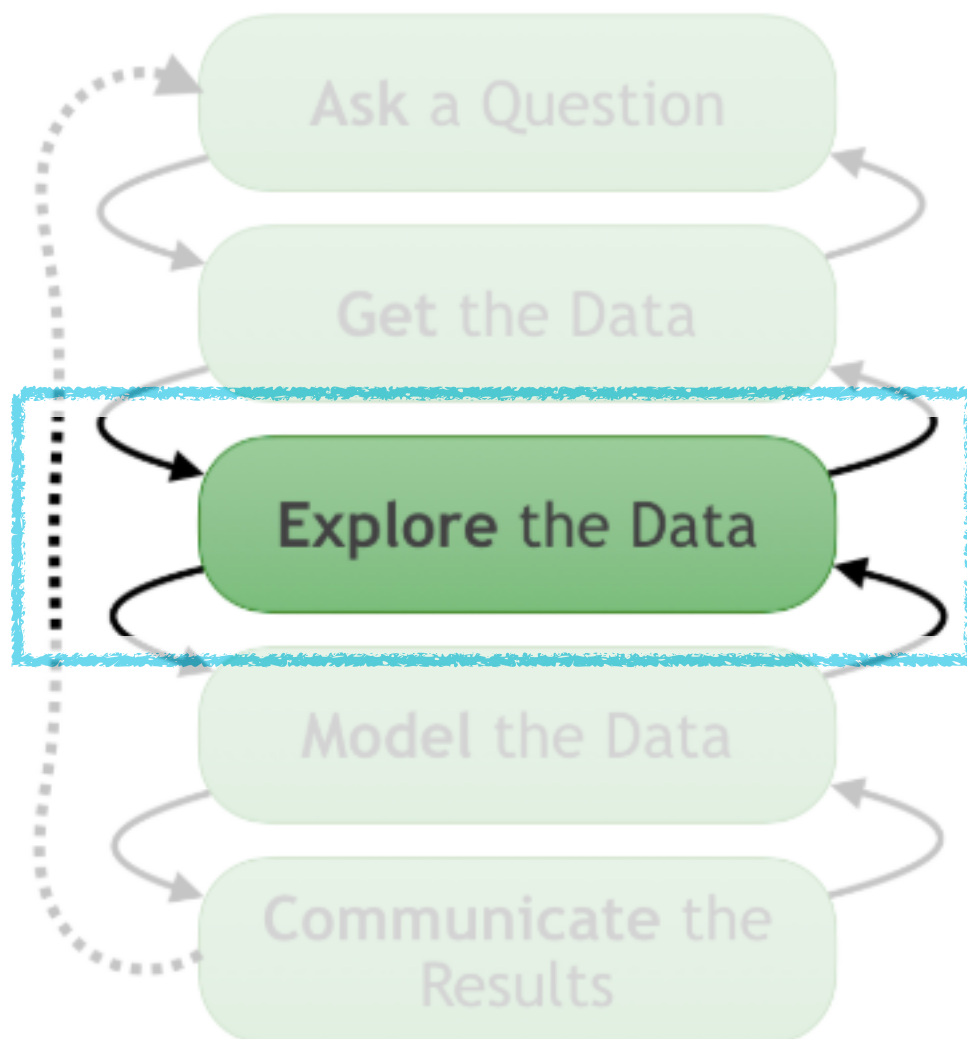 Ask a Question
Get the Data
Explore the Data
Model the Data
Communicate the
Results